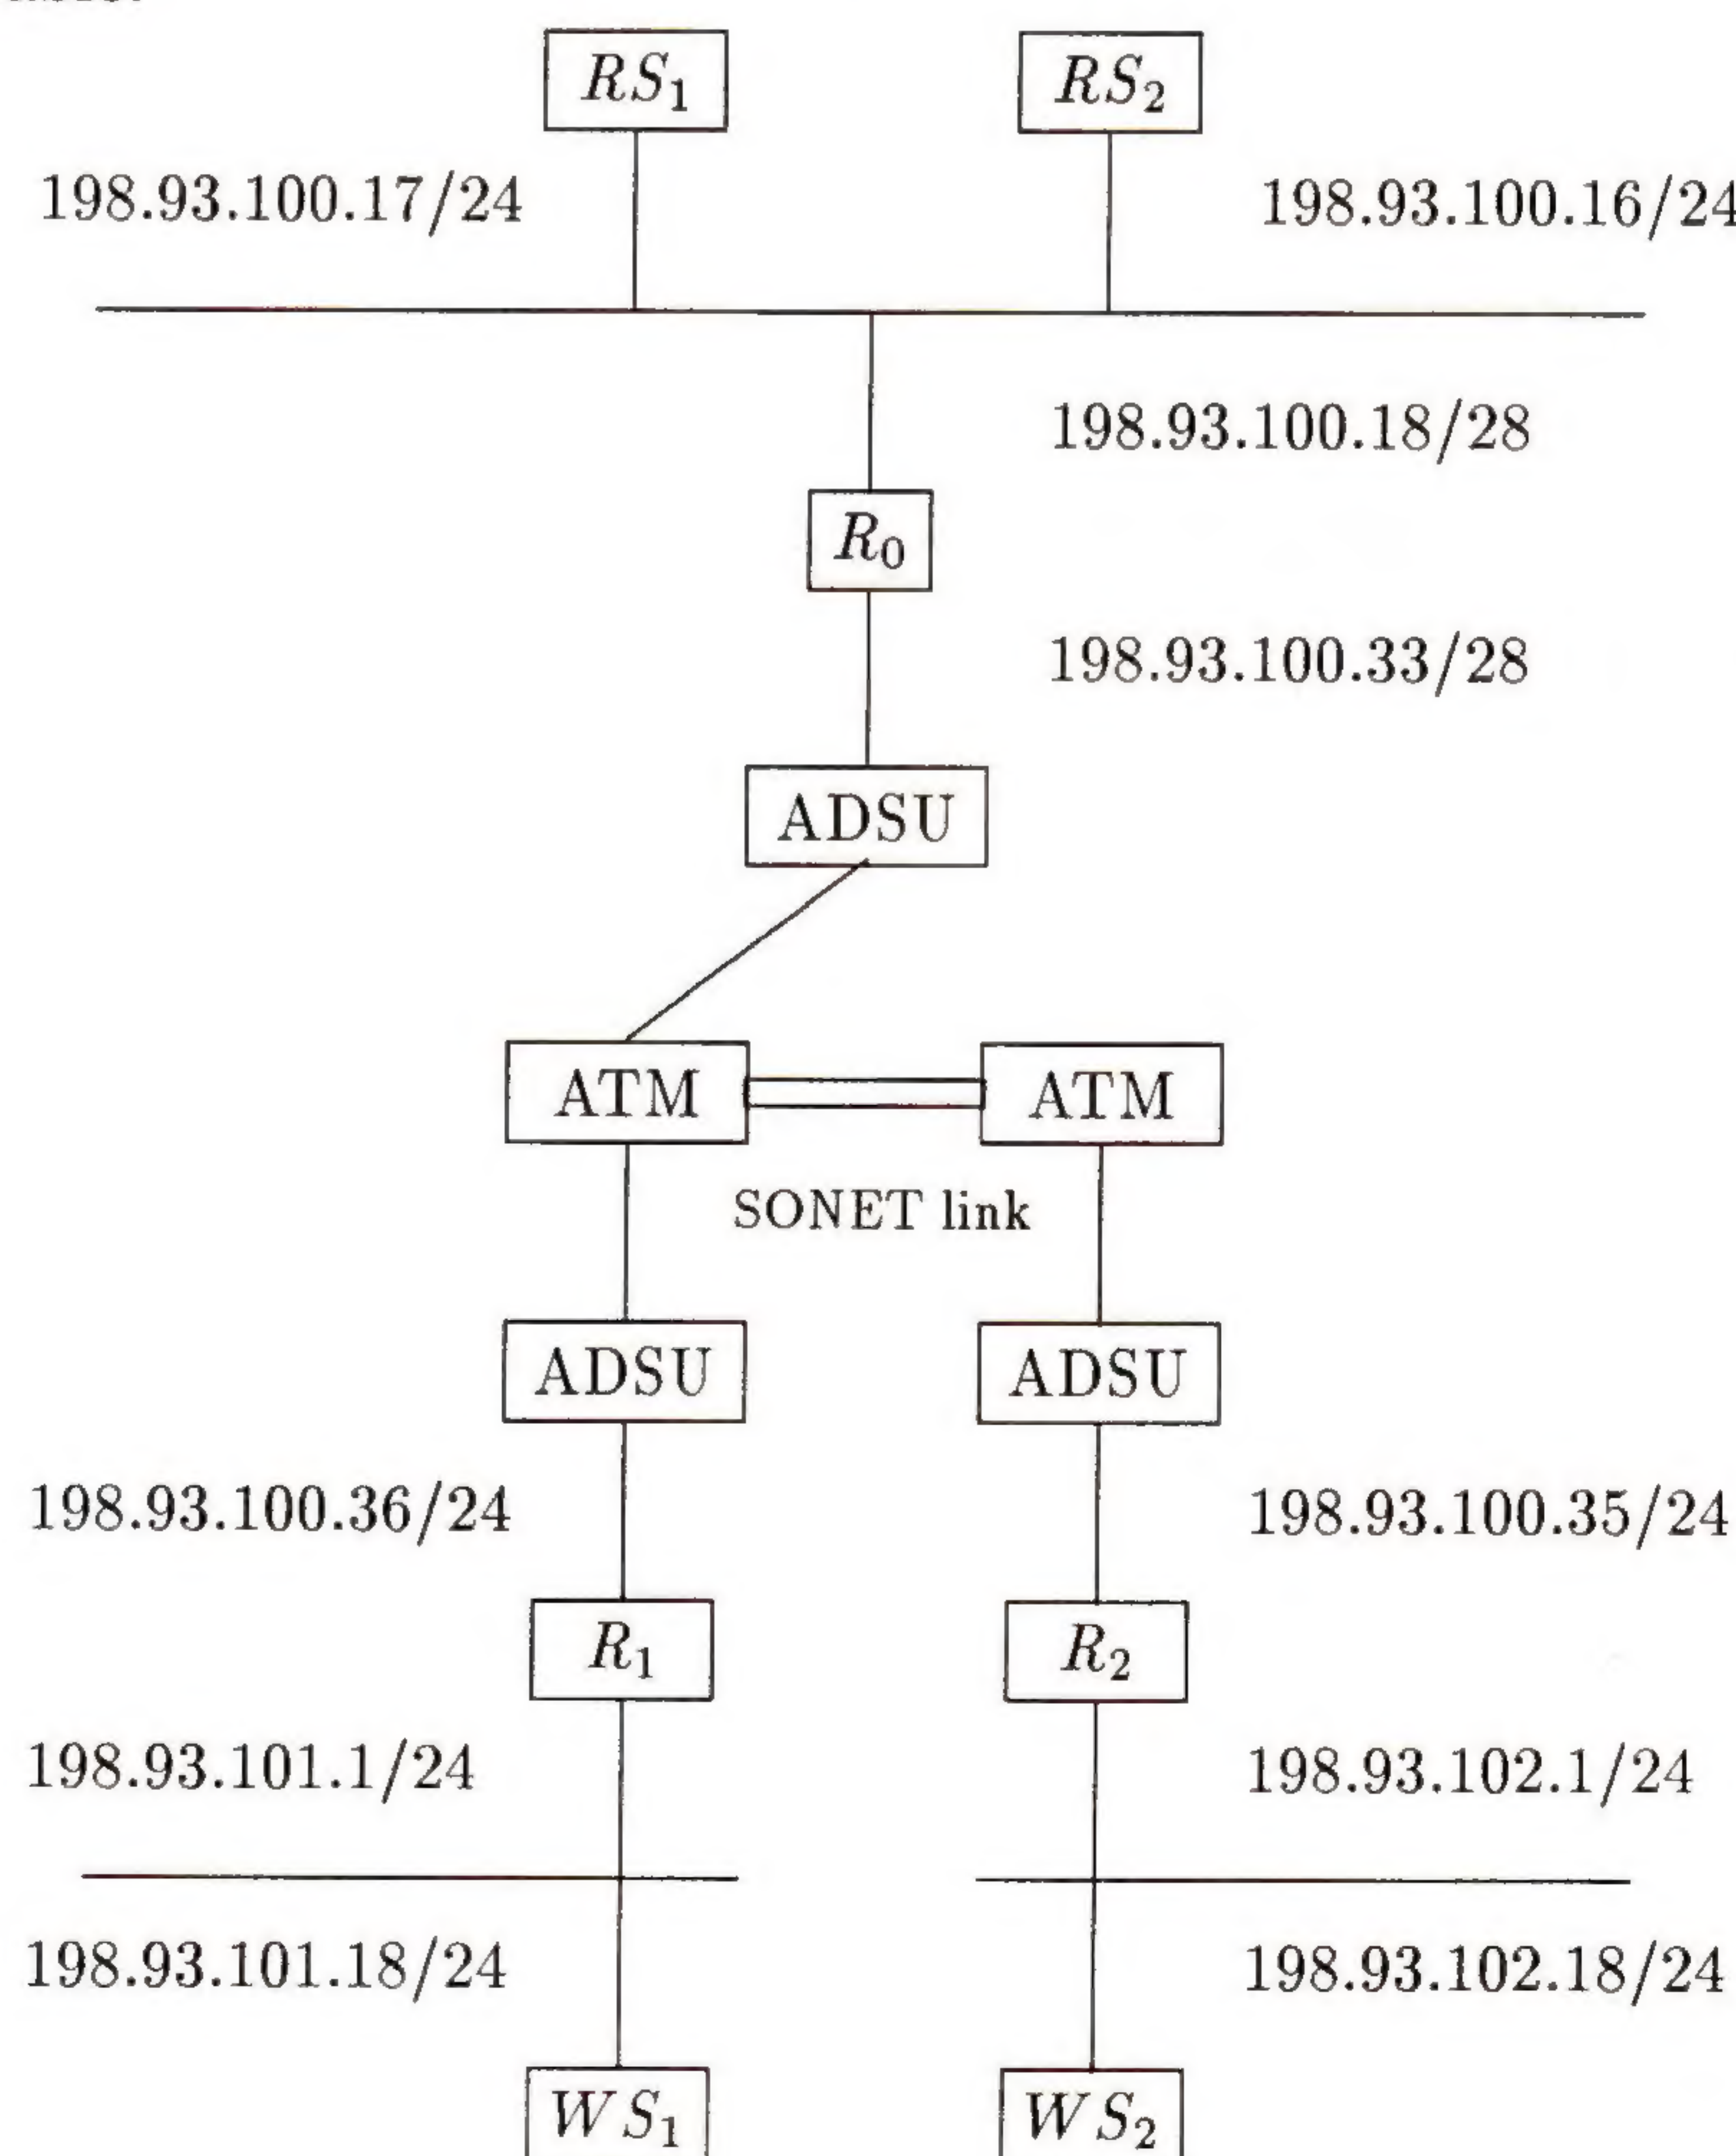 RS₁ RS₂
198.93.100.17/24 198.93.100.16/24
198.93.100.18/28
R₀
198.93.100.33/28
ADSU
ATM ATM
SONET link
ADSU ADSU
198.93.100.36/24 198.93.100.35/24
R₁ R₂
198.93.101.1/24 198.93.102.1/24
198.93.101.18/24 198.93.102.18/24
WS₁ WS₂